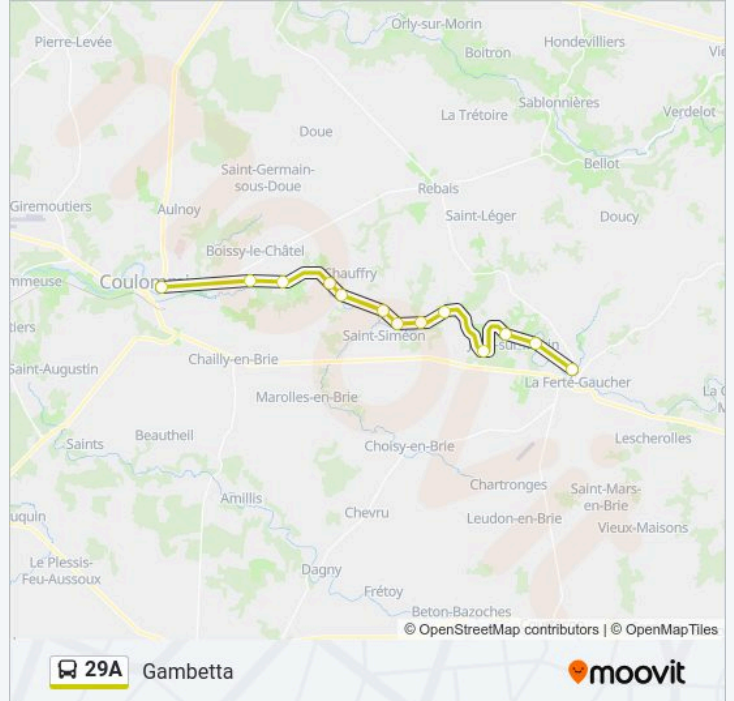 Orly-sur-Morin
Pierre-Levée
Boitron
Hondevilliers
Sablonnières
La Trétoire
Verdelot
Doue
Bellot
Saint-Germain-
sous-Doue
Rebais
Giremoutiers
Aulnoy
Saint-Léger
Doucy
Boissy-le-Châtel
Chauffry
Saint-Siméon
Chailly-en-Brie
La Ferté-Gaucher
Saint-Augustin
Marolles-en-Brie
Beautheil
Saints
Choisy-en-Brie
Lescherolles
Chartronges
Saint-Mars-
en-Brie
Amillis
Chevru
Leudon-en-Brie
Vieux-Maisons
Le Plessis-
Feu-Aussoux
Dagny
Frétoy
Beton-Bazoches
© OpenStreetMap contributors | © OpenMapTiles
29A Gambetta
moovit